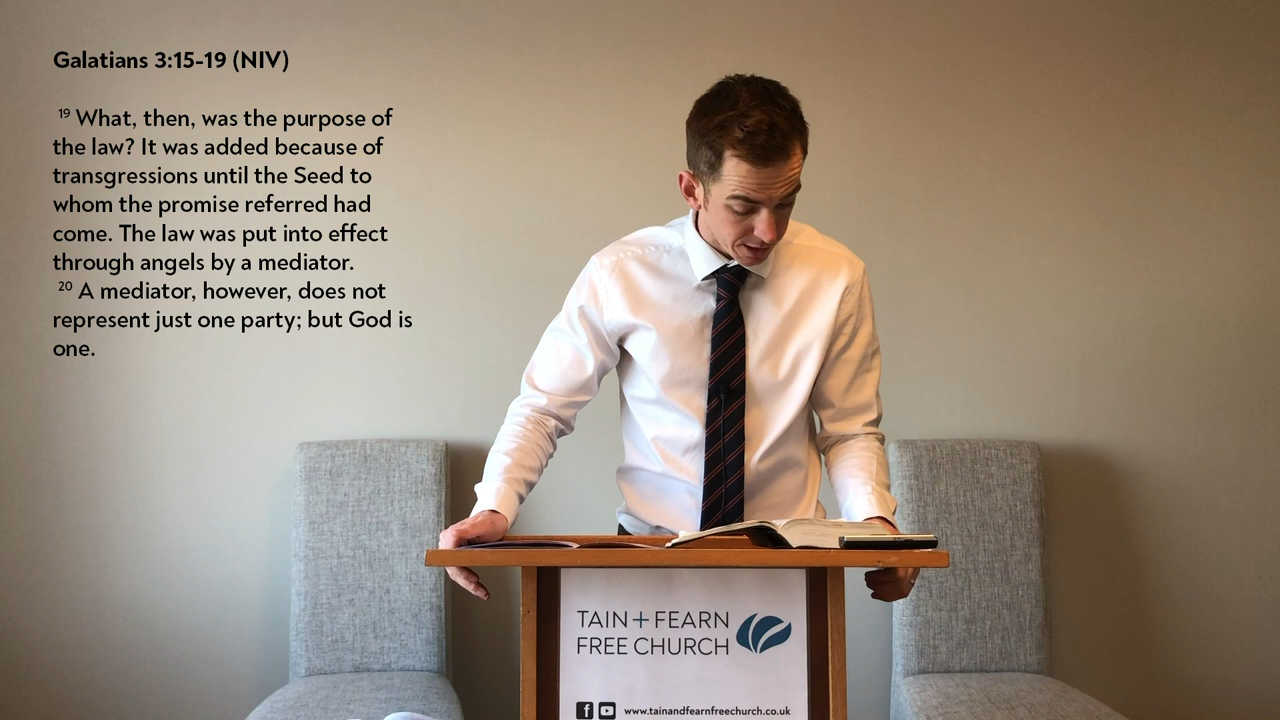 Galatians 3:15-19 (NIV)
19 What, then, was the purpose of
the law? It was added because of
transgressions until the Seed to
whom the promise referred had
come. The law was put into effect
through angels by a mediator.
20 A mediator, however, does not
represent just one party; but God is
one.
TAIN + FEARN
FREE CHURCH
www.tainandfearnfreechurch.co.uk